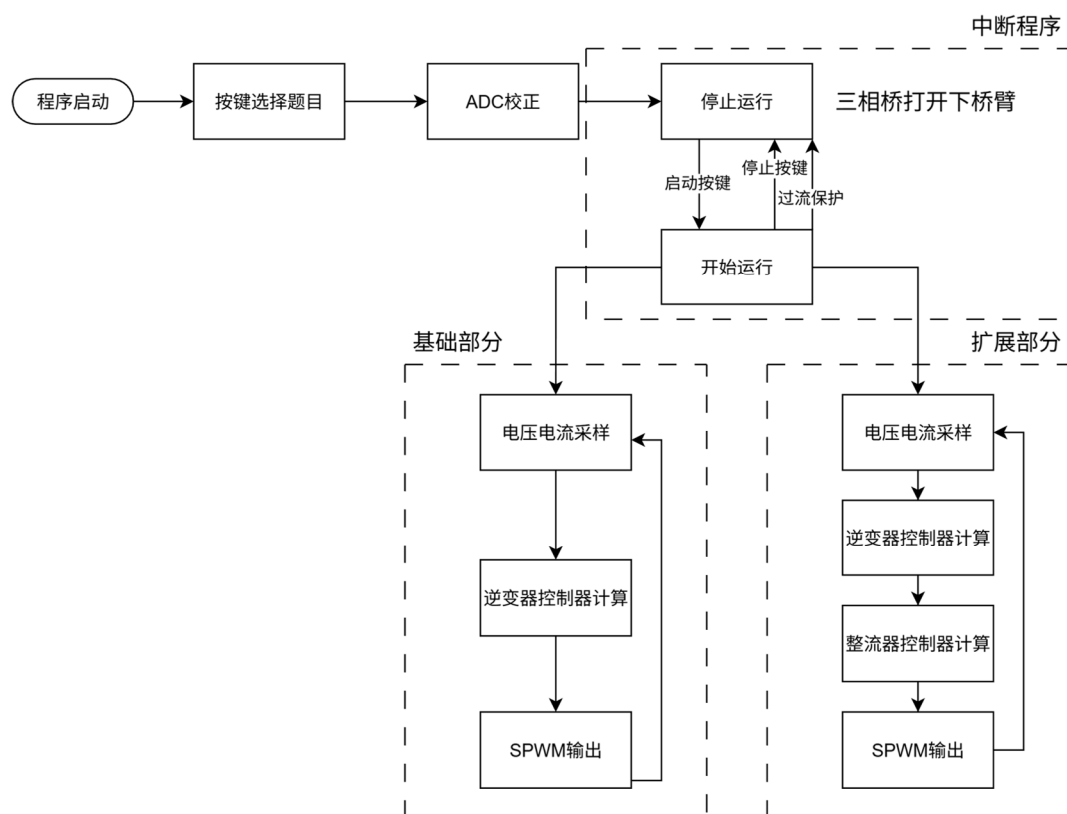 中断程序
程序启动
按键选择题目
ADC校正
停止运行
三相桥打开下桥臂
启动按键
停止按键
过流保护
开始运行
基础部分
扩展部分
电压电流采样
逆变器控制器计算
SPWM输出
电压电流采样
逆变器控制器计算
整流器控制器计算
SPWM输出